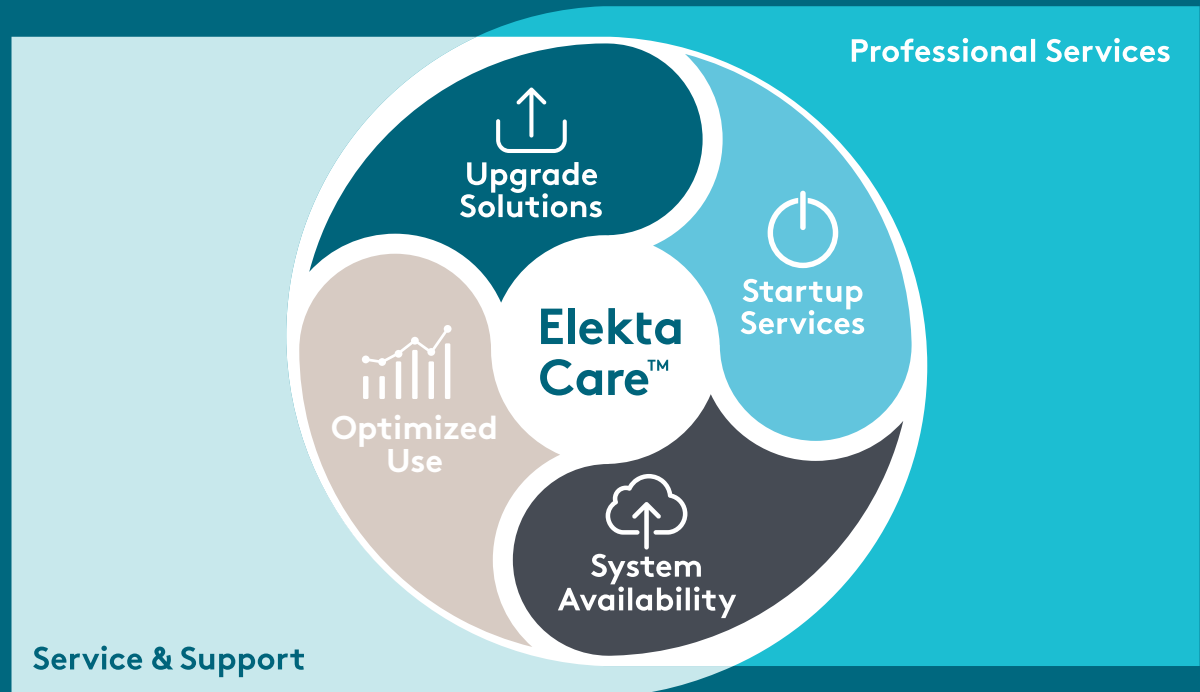 Professional Services
Upgrade
Solutions
Startup
Services
Elekta
Care™
Optimized
Use
System
Availability
Service & Support